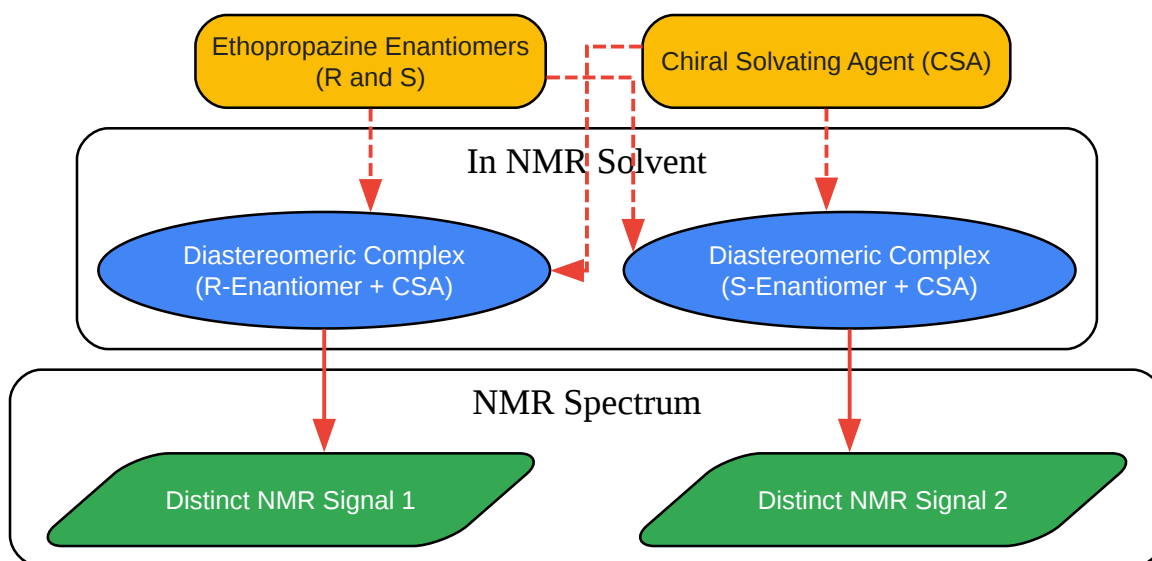 Ethopropazine Enantiomers
(R and S)
Chiral Solvating Agent (CSA)
In NMR Solvent
Diastereomeric Complex
(R-Enantiomer + CSA)
Diastereomeric Complex
(S-Enantiomer + CSA)
NMR Spectrum
Distinct NMR Signal 1
Distinct NMR Signal 2